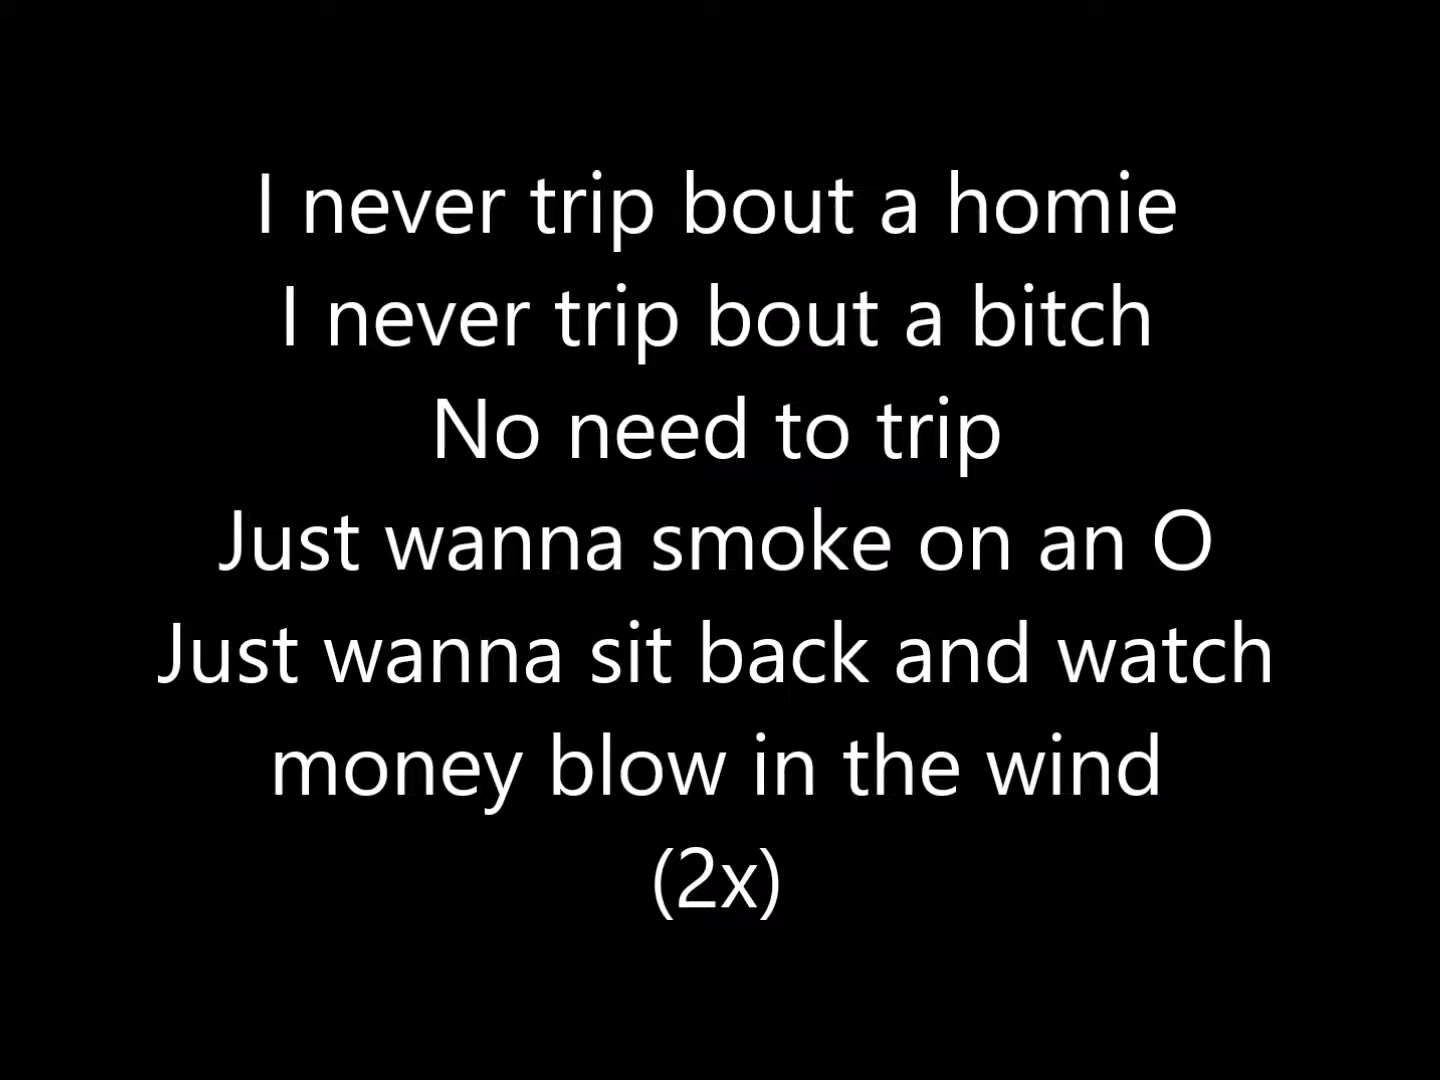 I never trip bout a homie
I never trip bout a bitch
No need to trip
Just wanna smoke on an O
Just wanna sit back and watch
money blow in the wind
(2x)